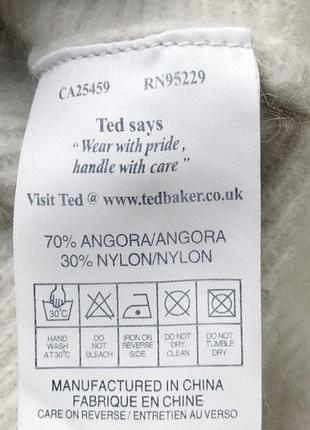 CA25459 RN95229
Ted says
"Wear with pride,
handle with care"
Visit Ted @ www.tedbaker.co.uk
70% ANGORA/ANGORA
30% NYLON/NYLON
30°C
HAND WASH AT 30°C
DO NOT BLEACH
IRON ON REVERSE SIDE
DO NOT DRY CLEAN
DO NOT TUMBLE DRY
MANUFACTURED IN CHINA
FABRIQUE EN CHINE
CARE ON REVERSE / ENTRETIEN AU VERSO